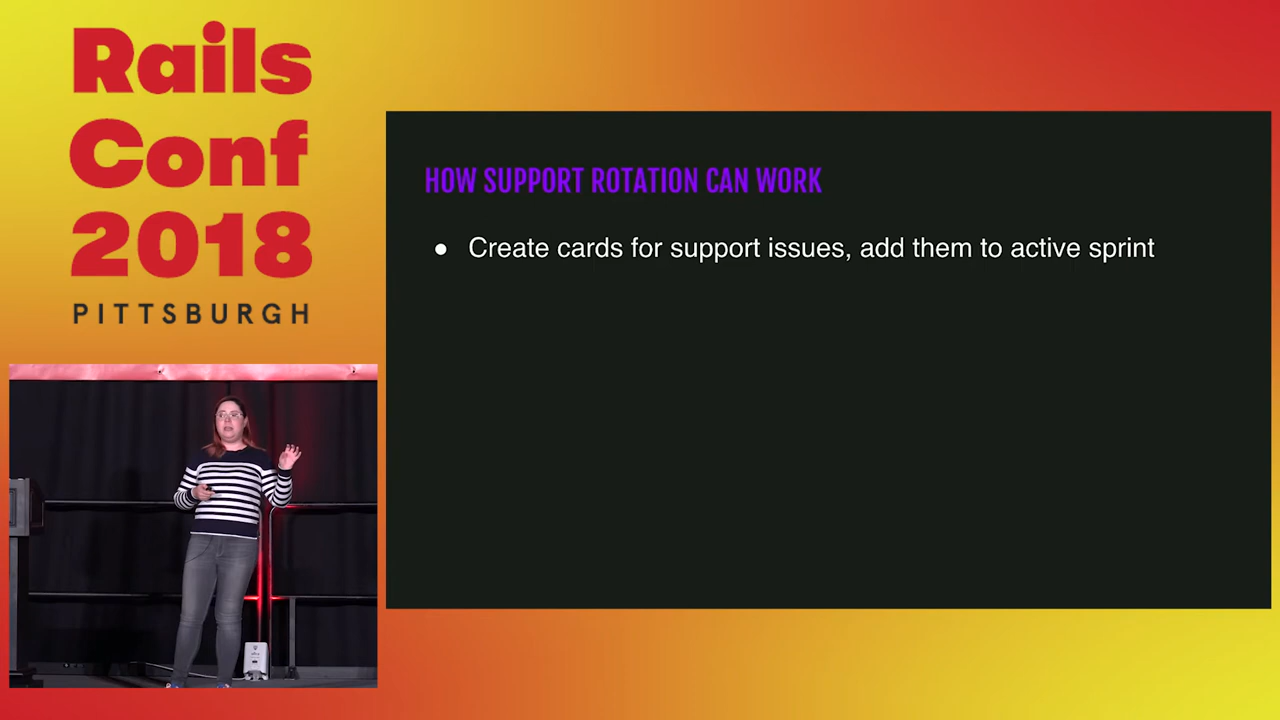 Rails
Conf
2018
PITTSBURGH
HOW SUPPORT ROTATION CAN WORK
● Create cards for support issues, add them to active sprint